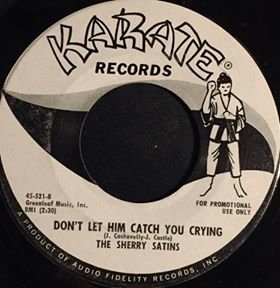 KARATE
RECORDS
45-521-B
Greenleaf Music, Inc.
BMI (2:30)
FOR PROMOTIONAL
USE ONLY
DON'T LET HIM CATCH YOU CRYING
(J. Cashavelly-J. Castle)
THE SHERRY SATINS
A PRODUCT OF AUDIO FIDELITY RECORDS, INC